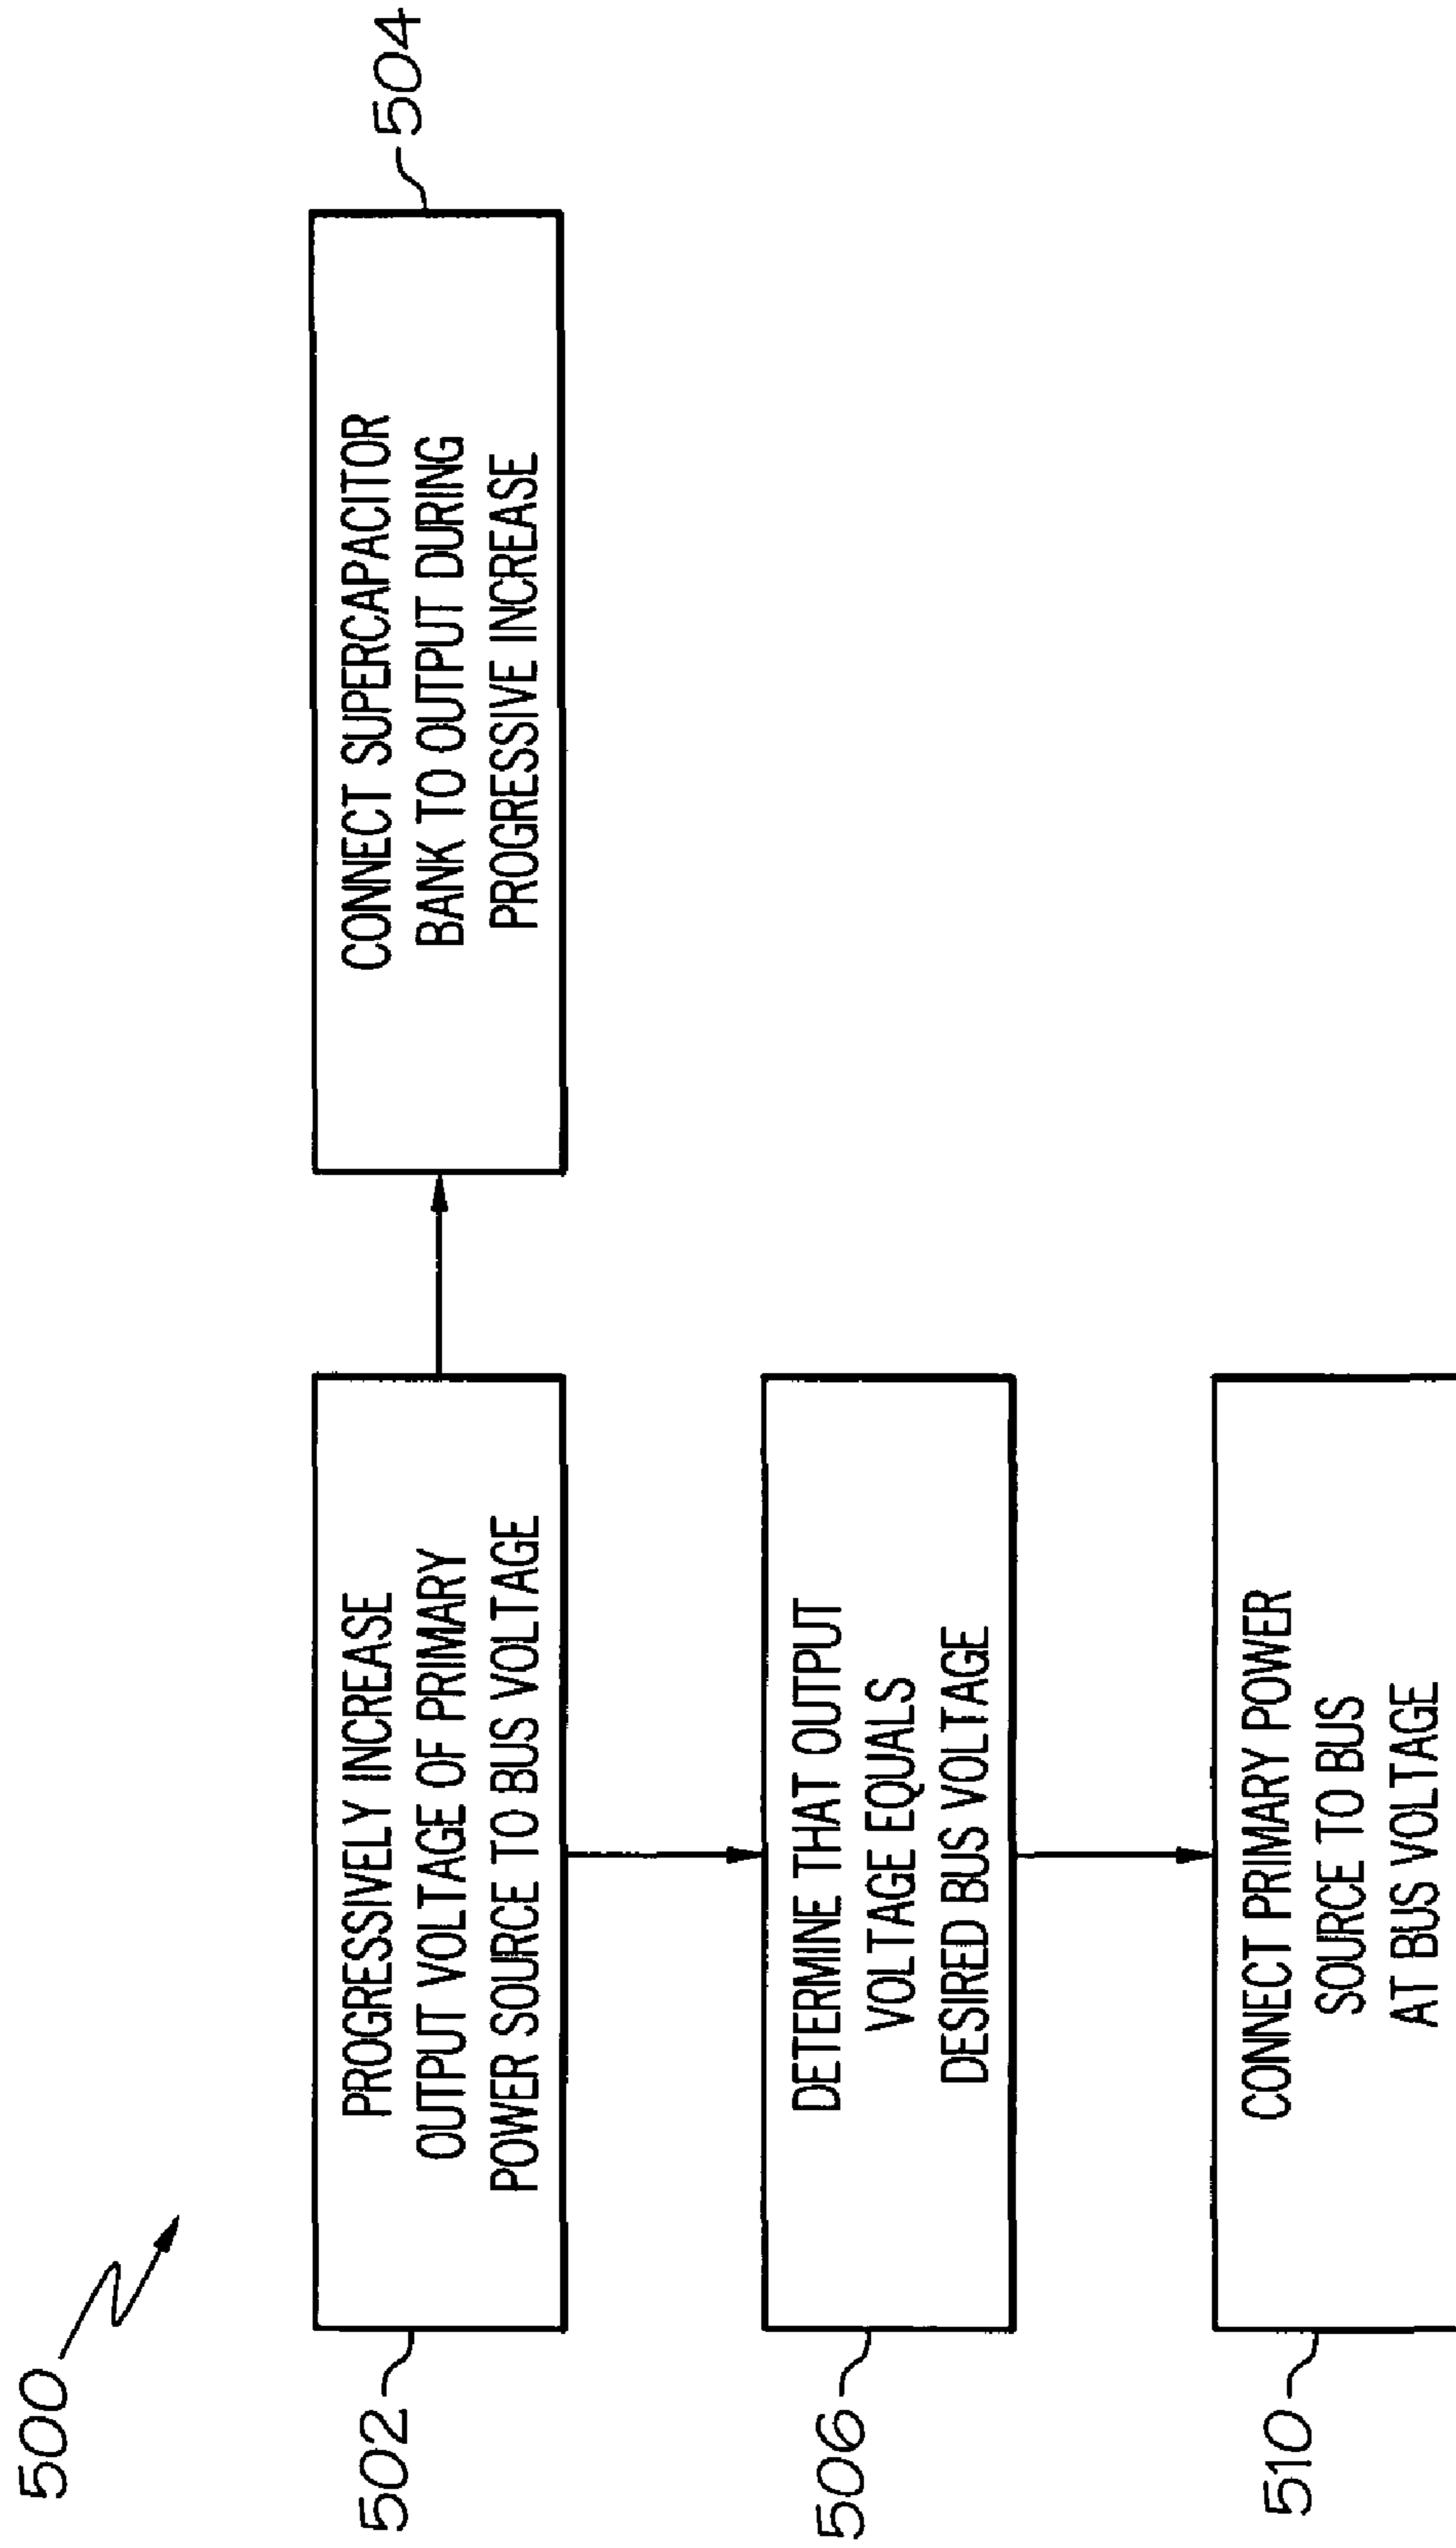 500
502
PROGRESSIVELY INCREASE
OUTPUT VOLTAGE OF PRIMARY
POWER SOURCE TO BUS VOLTAGE
504
CONNECT SUPERCAPACITOR
BANK TO OUTPUT DURING
PROGRESSIVE INCREASE
506
DETERMINE THAT OUTPUT
VOLTAGE EQUALS
DESIRED BUS VOLTAGE
510
CONNECT PRIMARY POWER
SOURCE TO BUS
AT BUS VOLTAGE